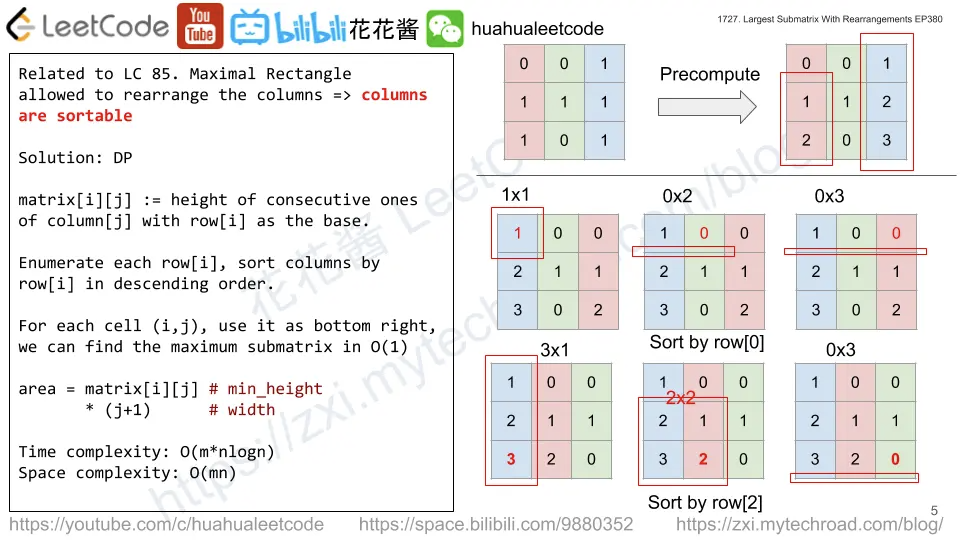 LeetCode You Tube bilibili 花花酱 huahualeetcode
1727. Largest Submatrix With Rearrangements EP380
Related to LC 85. Maximal Rectangle
allowed to rearrange the columns => columns
are sortable
Solution: DP
matrix[i][j] := height of consecutive ones
of column[j] with row[i] as the base.
Enumerate each row[i], sort columns by
row[i] in descending order.
For each cell (i,j), use it as bottom right,
we can find the maximum submatrix in O(1)
area = matrix[i][j] # min_height
* (j+1) # width
Time complexity: O(m*nlogn)
Space complexity: O(mn)
0 0 1
1 1 1
1 0 1
Precompute
0 0 1
1 1 2
2 0 3
1x1
1 0 0
2 1 1
3 0 2
0x2
1 0 0
2 1 1
3 0 2
0x3
1 0 0
2 1 1
3 0 2
Sort by row[0]
3x1
1 0 0
2 1 1
3 2 0
1 0 0
2x2
2 1 1
3 2 0
0x3
1 0 0
2 1 1
3 2 0
Sort by row[2]
花花酱 LeetC
https://zxi.mytechroad.com/blog/
5
https://youtube.com/c/huahualeetcode https://space.bilibili.com/9880352 https://zxi.mytechroad.com/blog/